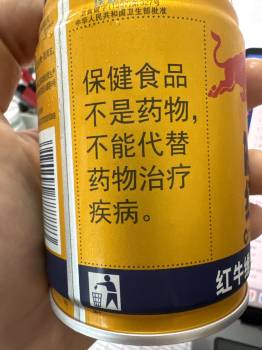 中华人民共和国卫生部批准
保健食品
不是药物，
不能代替
药物治疗
疾病。
红牛维